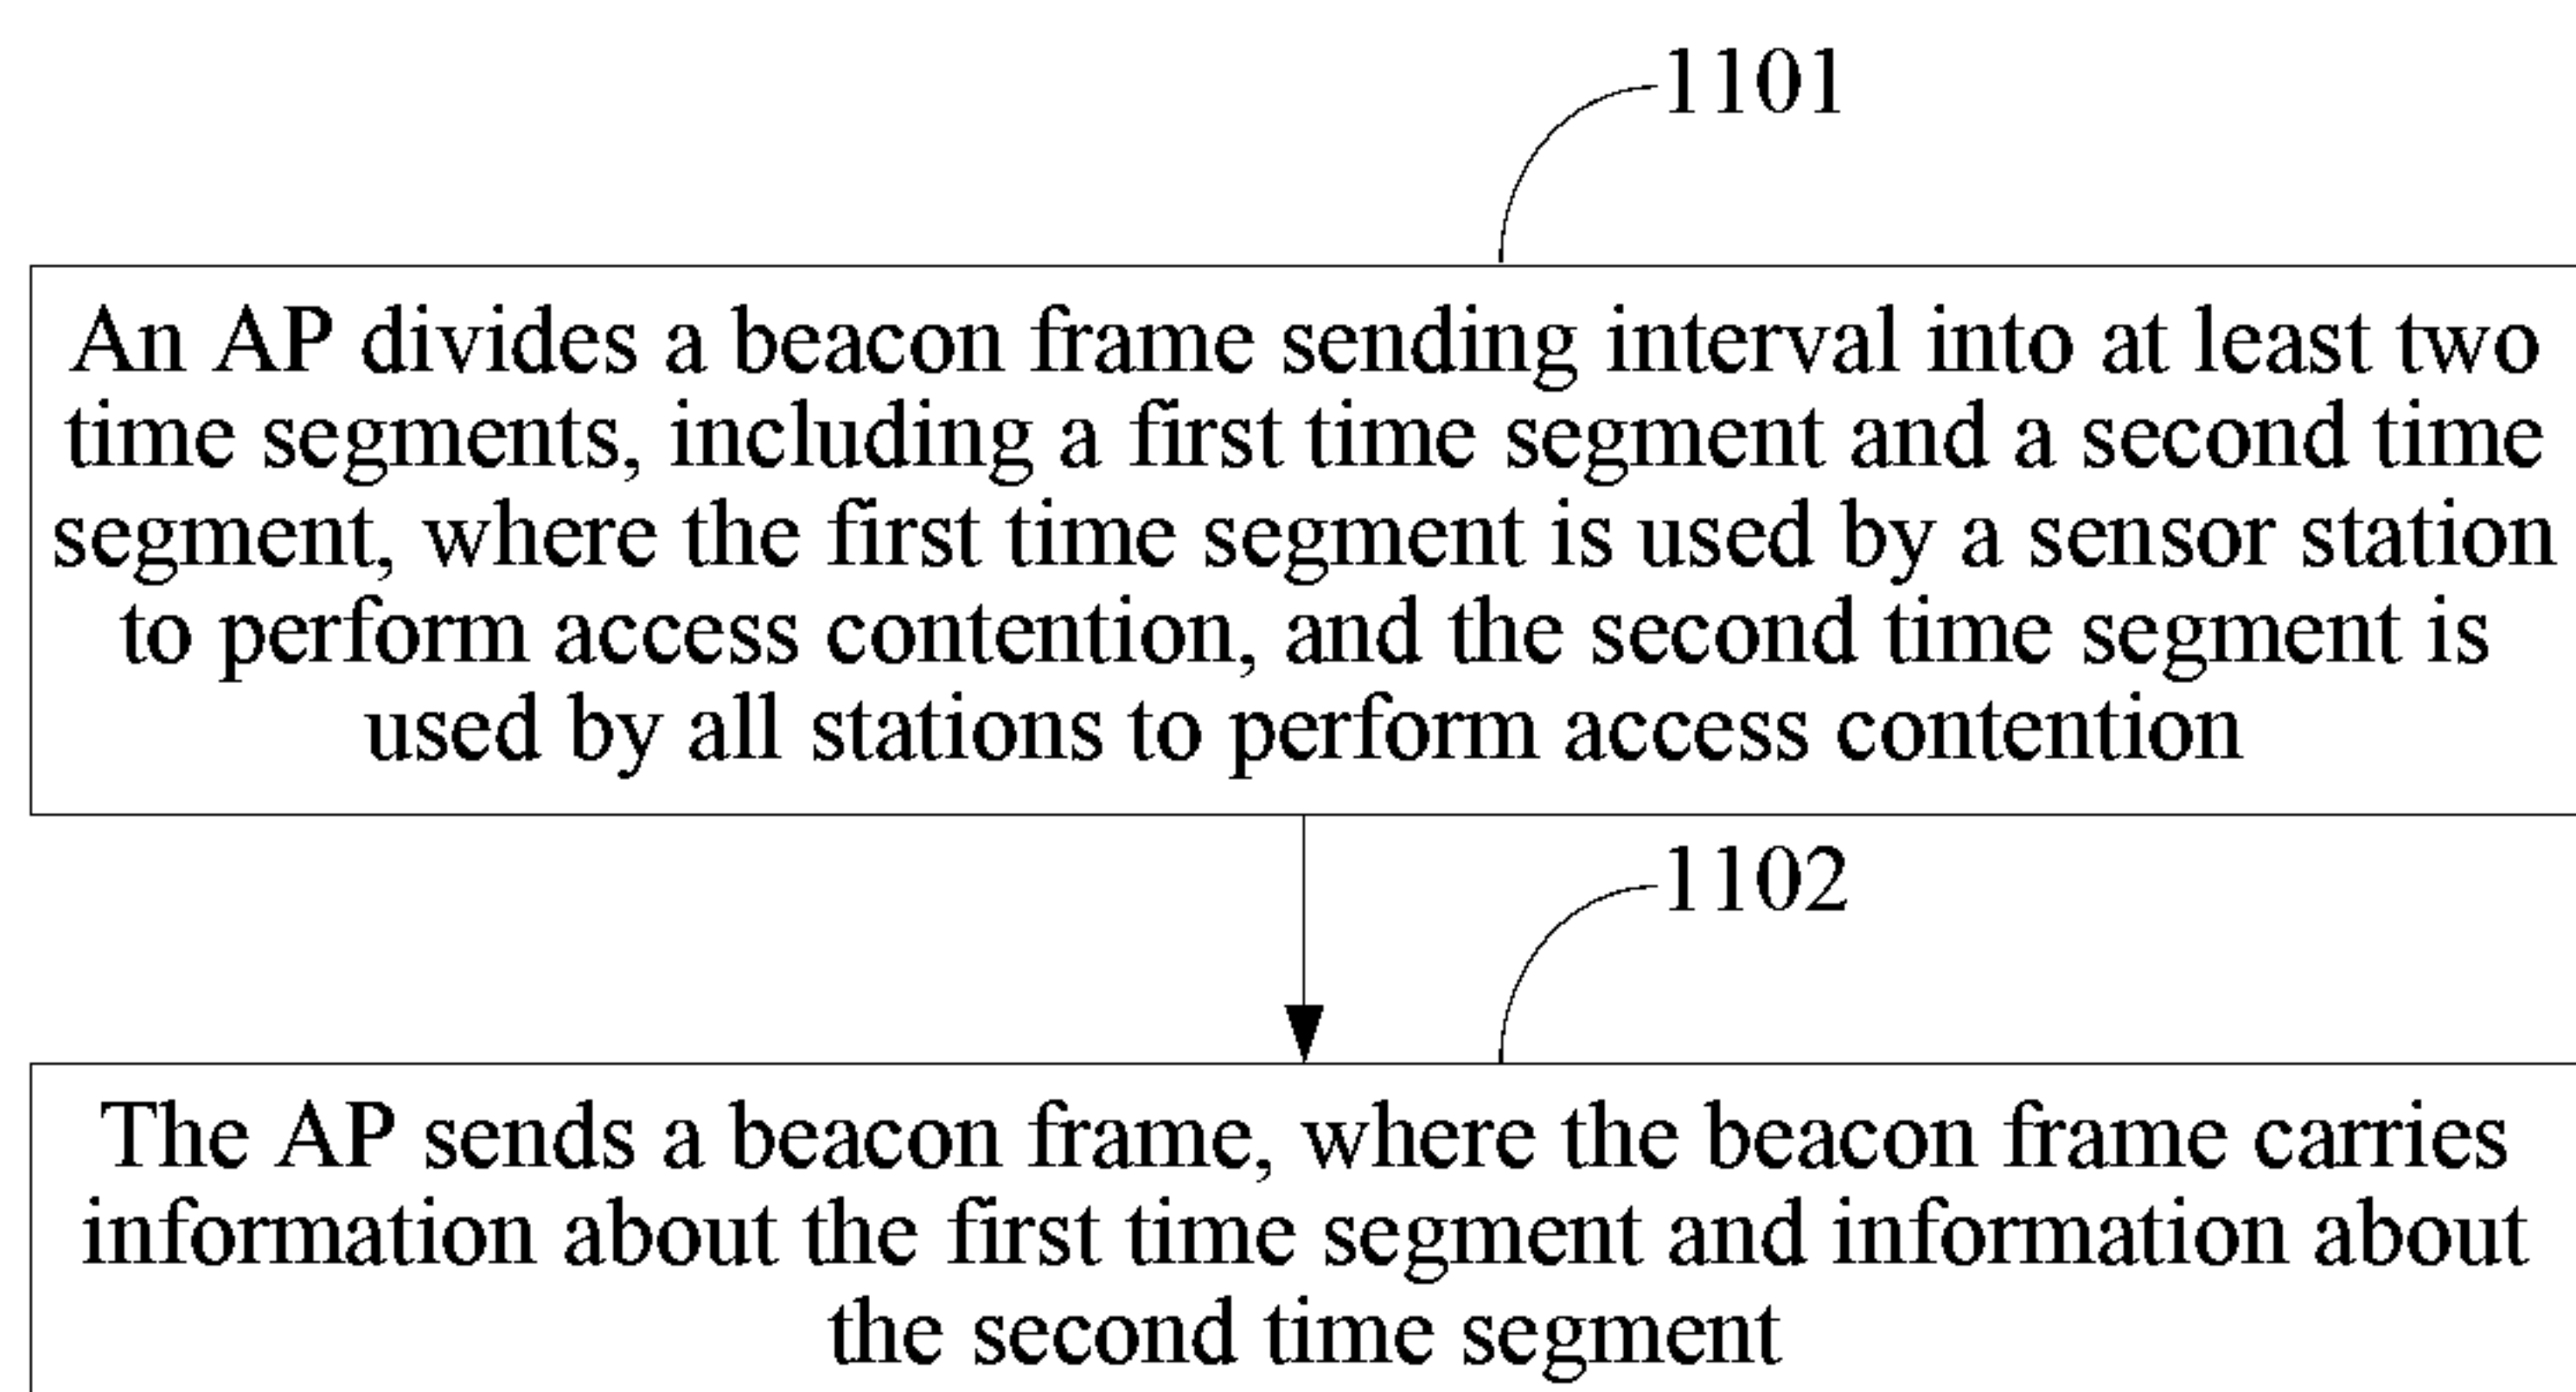 1101
An AP divides a beacon frame sending interval into at least two
time segments, including a first time segment and a second time
segment, where the first time segment is used by a sensor station
to perform access contention, and the second time segment is
used by all stations to perform access contention
1102
The AP sends a beacon frame, where the beacon frame carries
information about the first time segment and information about
the second time segment